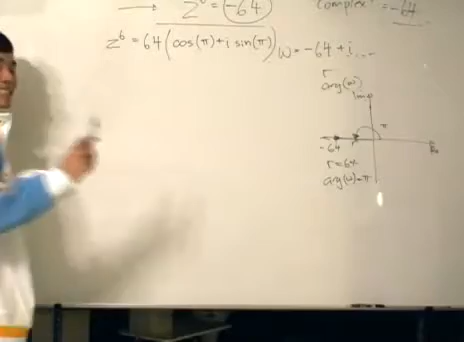 → z⁶ = -64
complex
= -64
z⁶ = 64(cos(π)+i sin(π))
w = -64 + i...
r
arg(w)
Im
π
-64
Re
r=64
arg(w)=π